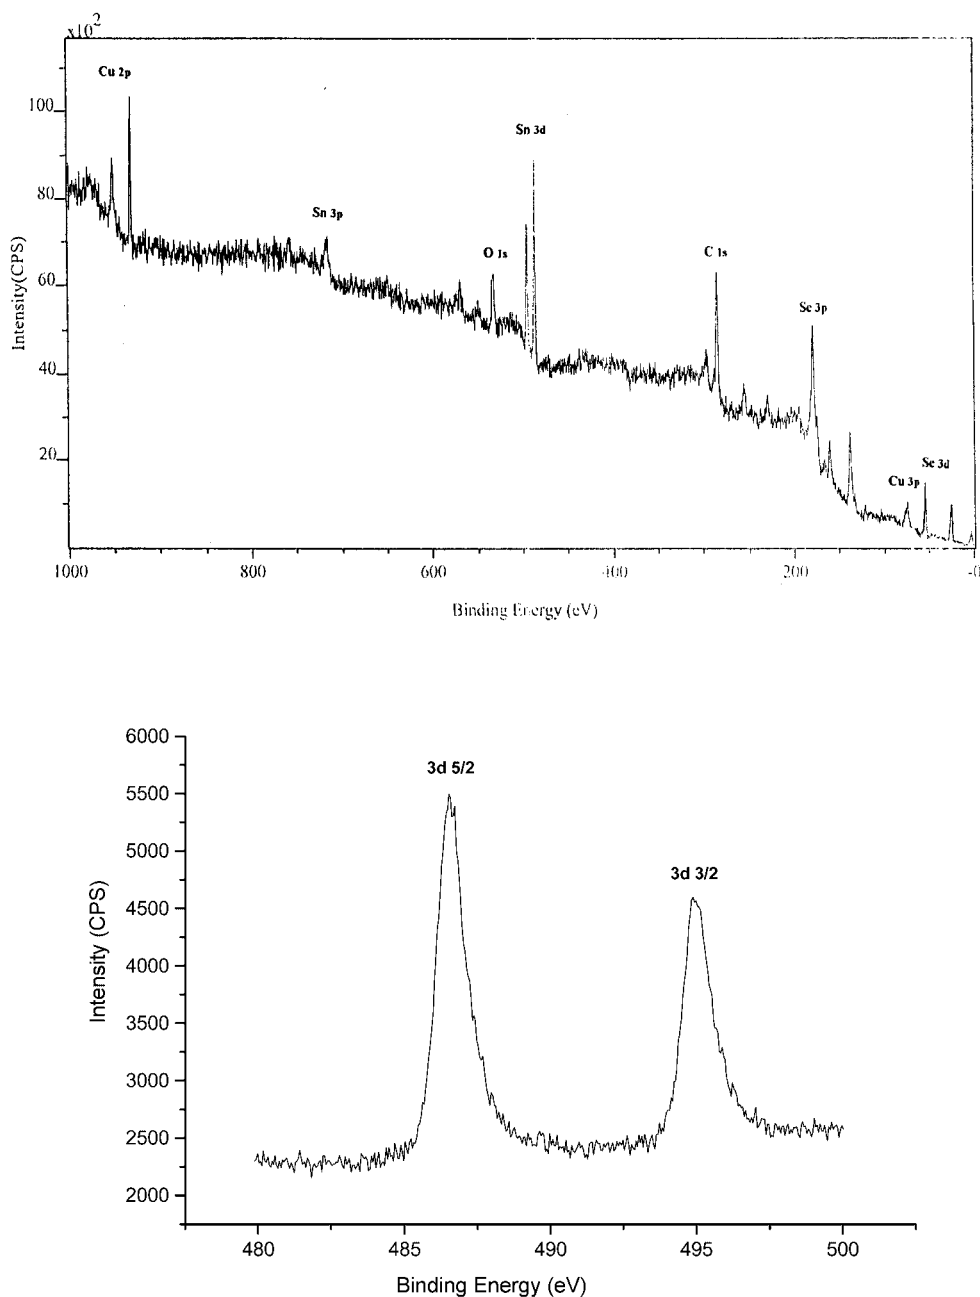 x10²
Cu 2p
Sn 3d
Sn 3p
O 1s
C 1s
Se 3p
Cu 3p
Se 3d
100
80
60
40
20
Intensity(CPS)
1000 800 600 400 200 -0
Binding Energy (eV)
6000
5500
5000
4500
4000
3500
3000
2500
2000
3d 5/2
3d 3/2
Intensity (CPS)
480 485 490 495 500
Binding Energy (eV)